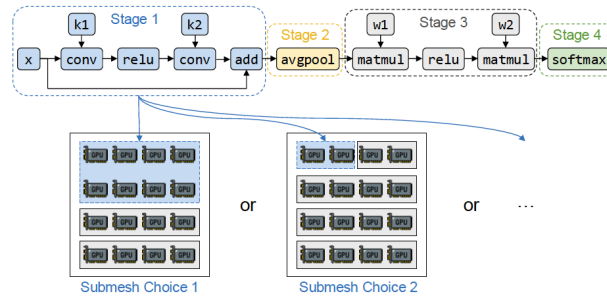 Stage 1
k1
k2
Stage 2
Stage 3
w1
w2
Stage 4
x
conv
relu
conv
add
avgpool
matmul
relu
matmul
softmax
GPU GPU GPU GPU
GPU GPU GPU GPU
GPU GPU GPU GPU
GPU GPU GPU GPU
Submesh Choice 1
or
GPU GPU GPU GPU
GPU GPU GPU GPU
GPU GPU GPU GPU
GPU GPU GPU GPU
Submesh Choice 2
or
...